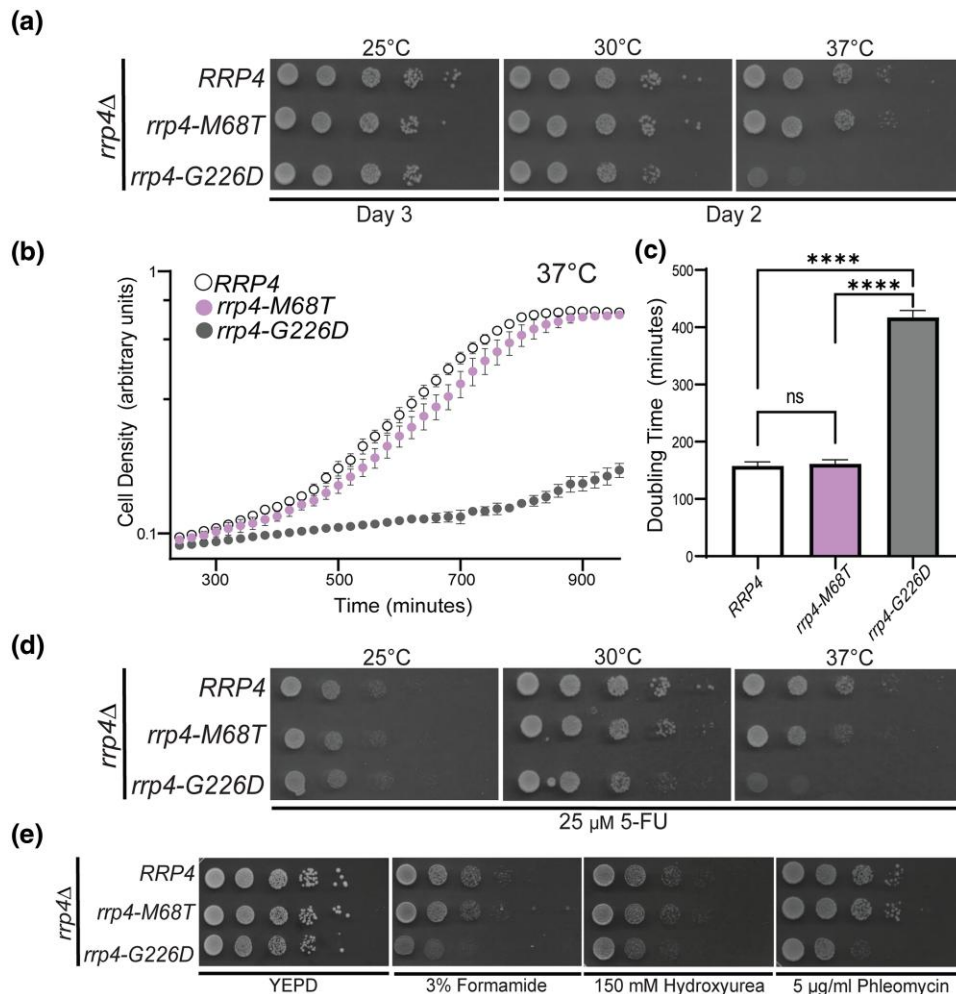 (a)
25°C 30°C 37°C
rrp4Δ
RRP4
rrp4-M68T
rrp4-G226D
Day 3 Day 2
(b)
37°C
RRP4
rrp4-M68T
rrp4-G226D
1
0.1
Cell Density (arbitrary units)
300 500 700 900
Time (minutes)
(c)
**** 
****
ns
500
400
300
200
100
0
Doubling Time (minutes)
RRP4
rrp4-M68T
rrp4-G226D
(d)
25°C 30°C 37°C
rrp4Δ
RRP4
rrp4-M68T
rrp4-G226D
25 µM 5-FU
(e)
rrp4Δ
RRP4
rrp4-M68T
rrp4-G226D
YEPD 3% Formamide 150 mM Hydroxyurea 5 µg/ml Phleomycin